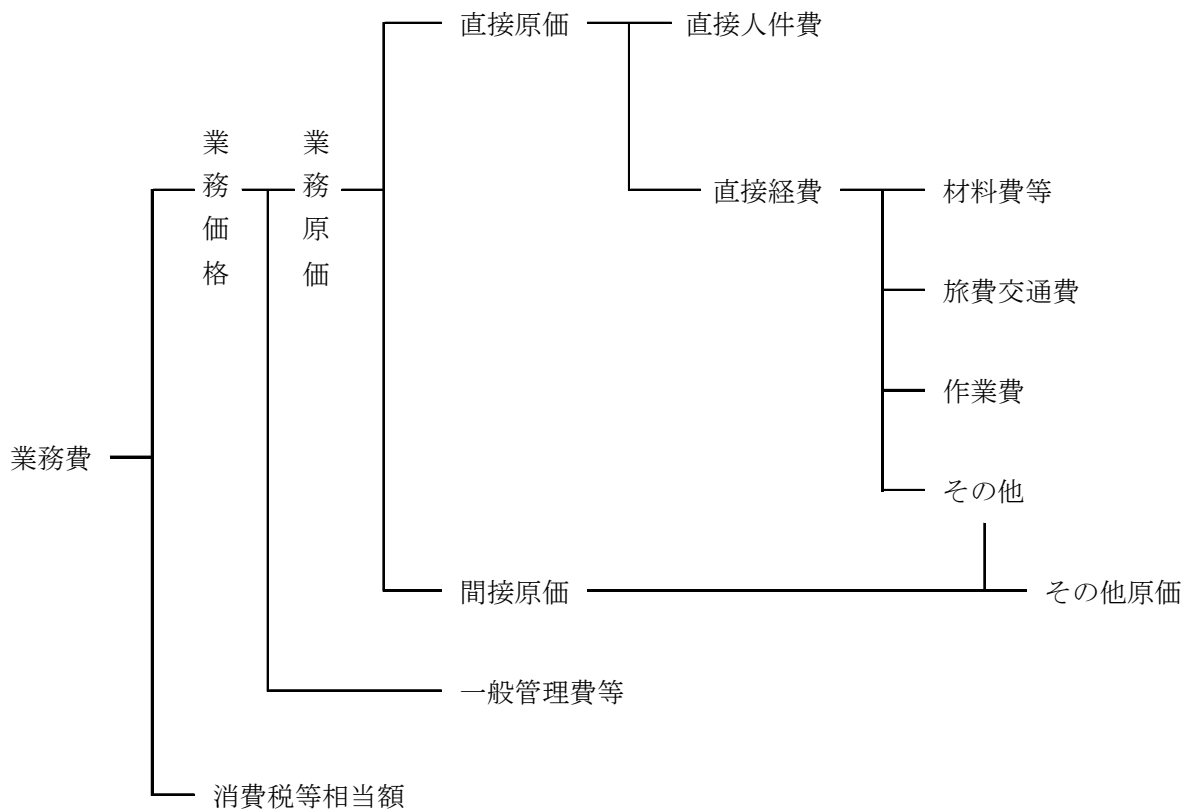 直接原価
直接人件費
業務価格
業務原価
直接経費
材料費等
旅費交通費
作業費
業務費
その他
間接原価
その他原価
一般管理費等
消費税等相当額